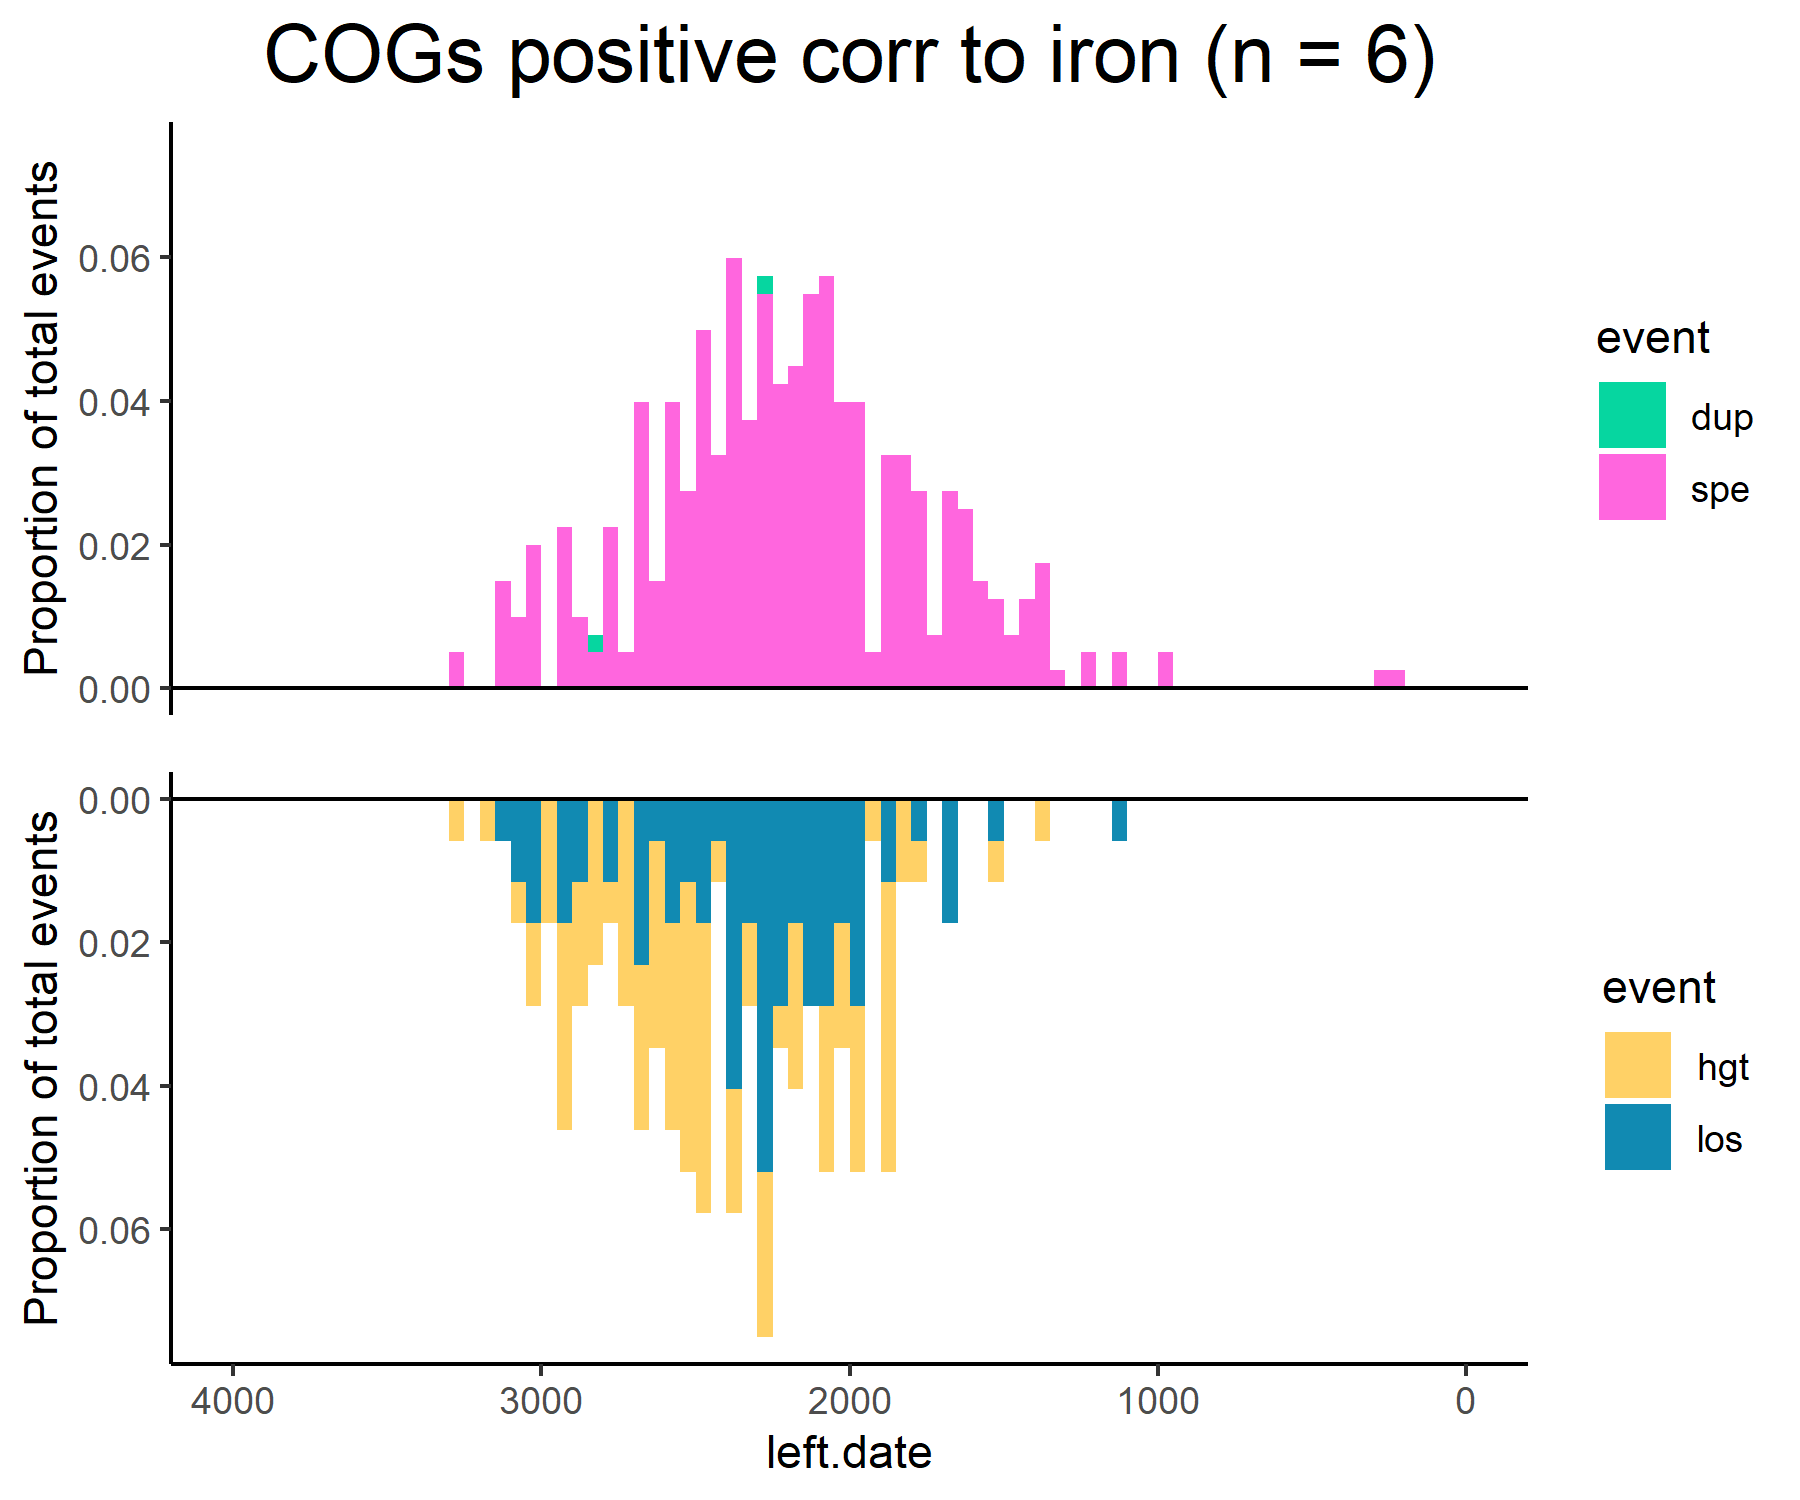 COGs positive corr to iron (n = 6)
Proportion of total events
0.06
0.04
0.02
0.00
event
dup
spe
Proportion of total events
0.00
0.02
0.04
0.06
event
hgt
los
4000 3000 2000 1000 0
left.date